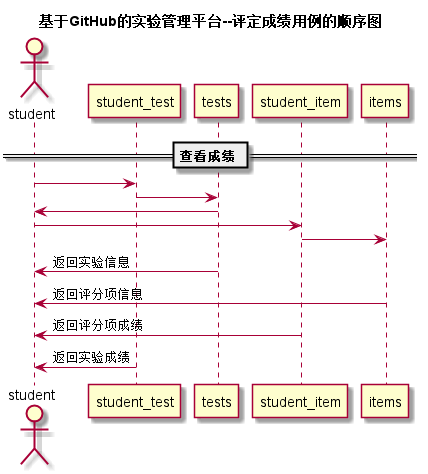 基于GitHub的实验管理平台--评定成绩用例的顺序图
student
student_test
tests
student_item
items
查看成绩
返回实验信息
返回评分项信息
返回评分项成绩
返回实验成绩
student
student_test
tests
student_item
items